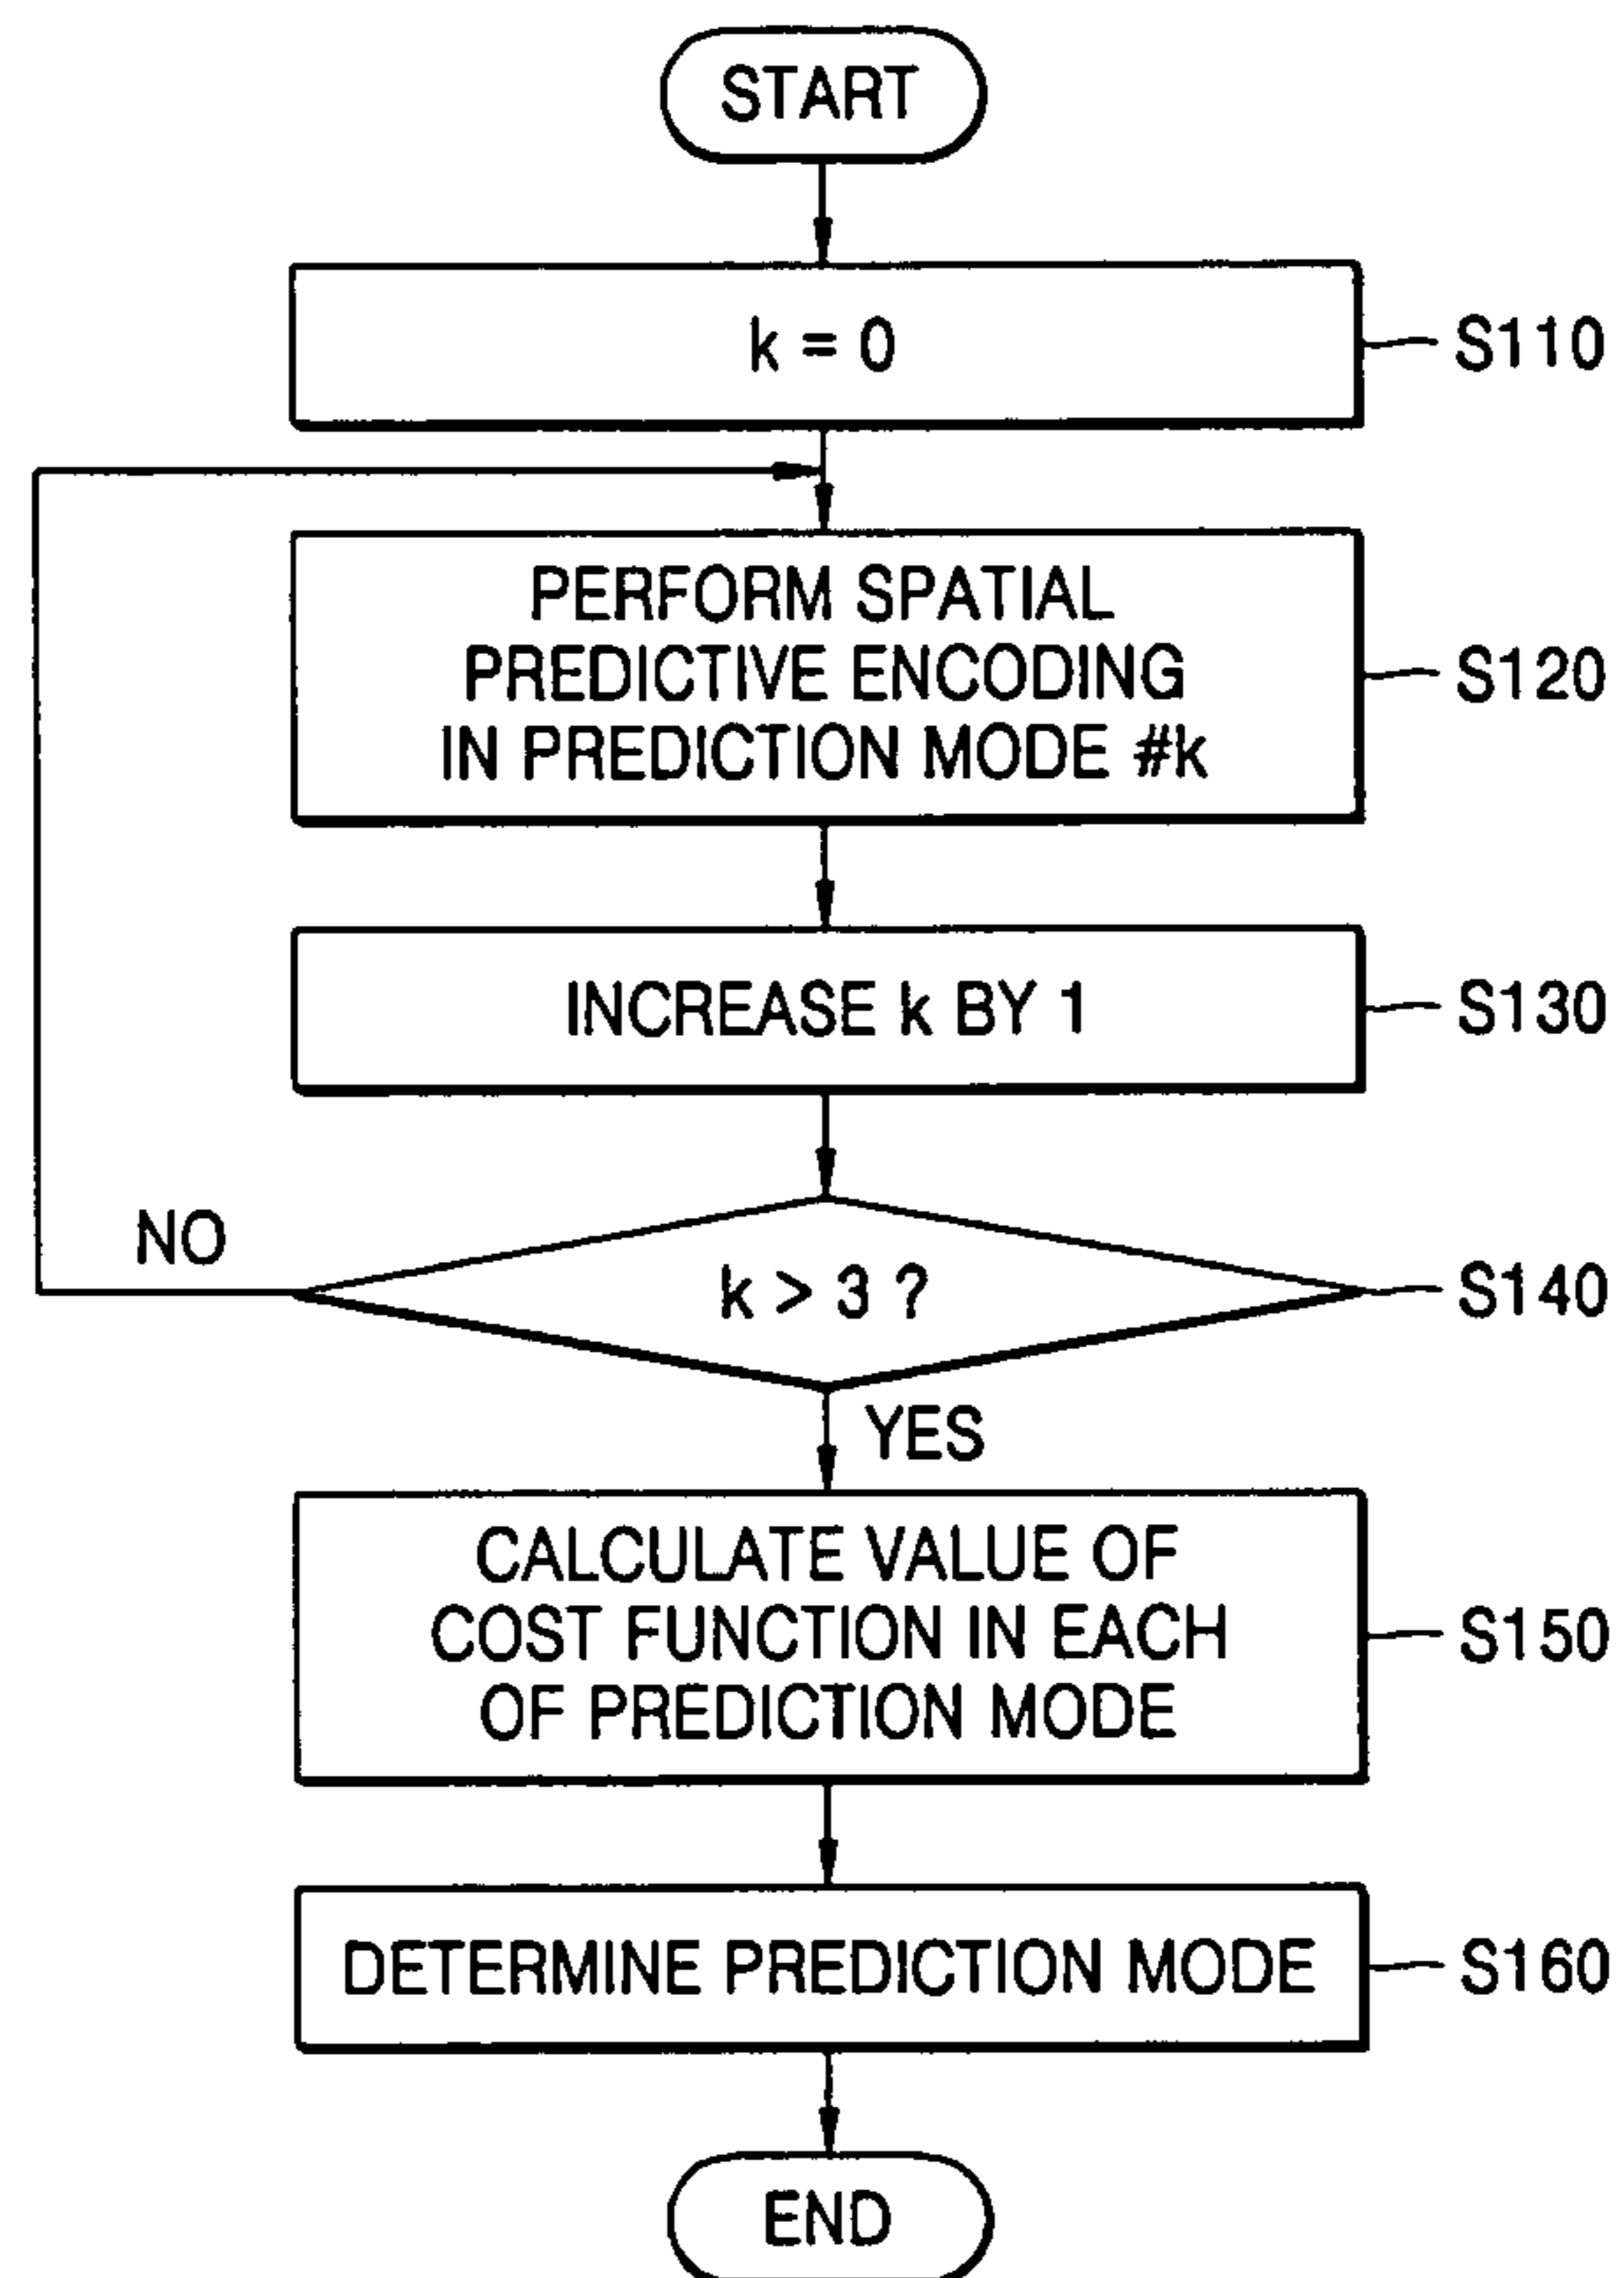 START
k = 0
S110
PERFORM SPATIAL
PREDICTIVE ENCODING
IN PREDICTION MODE #k
S120
INCREASE k BY 1
S130
NO
k > 3 ?
S140
YES
CALCULATE VALUE OF
COST FUNCTION IN EACH
OF PREDICTION MODE
S150
DETERMINE PREDICTION MODE
S160
END